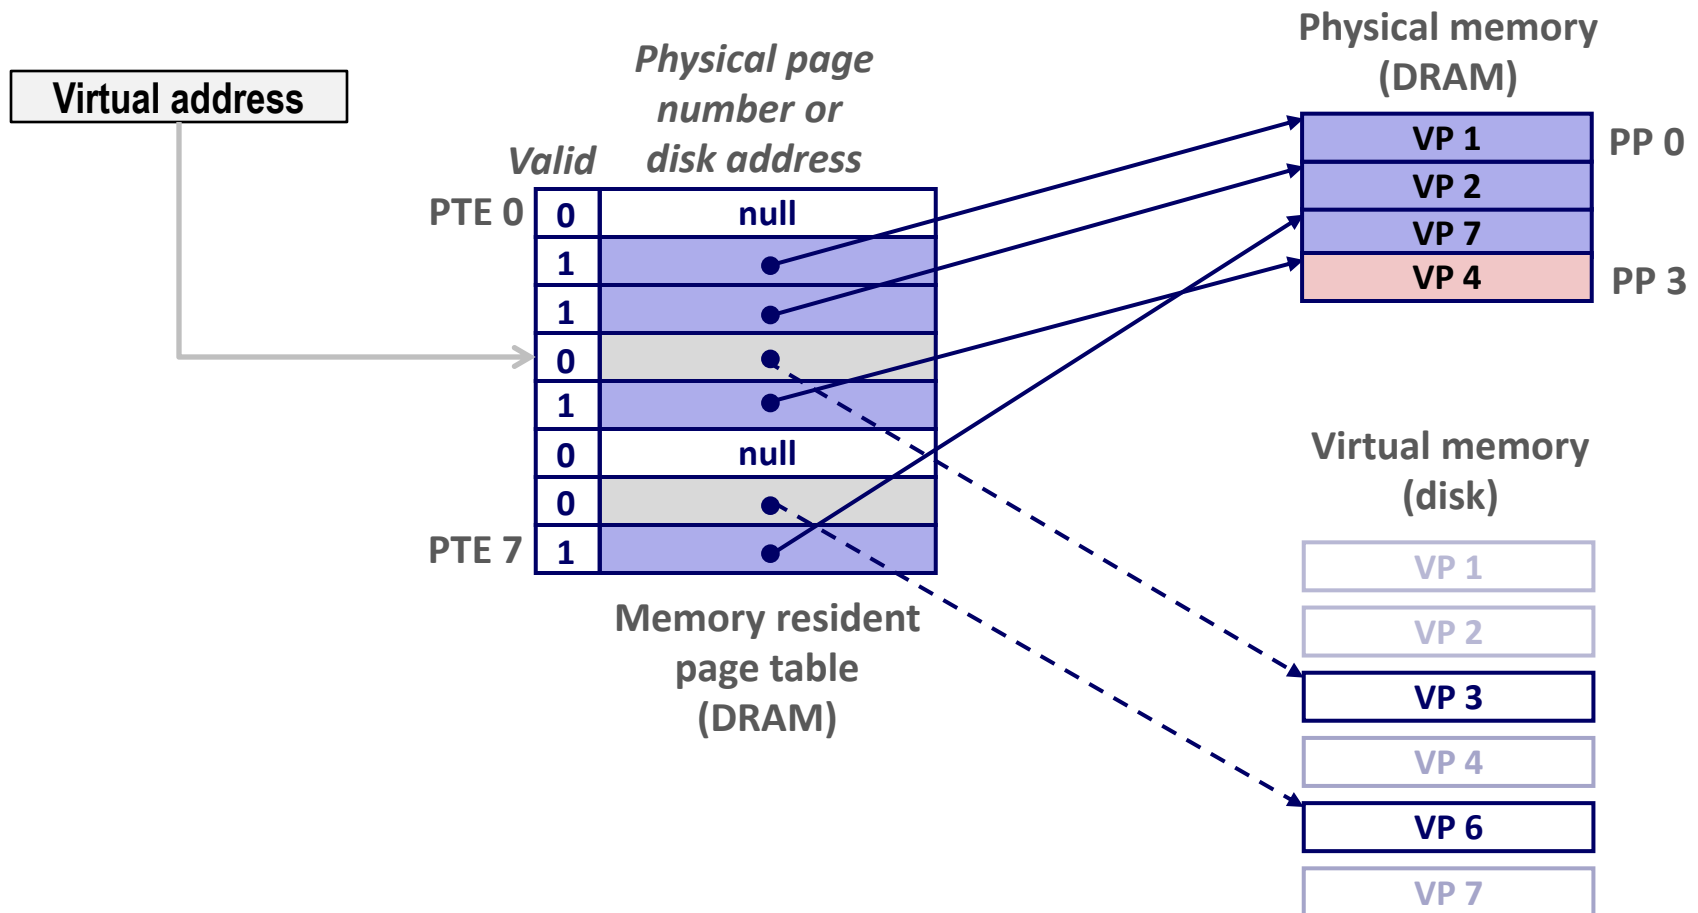 Virtual address
Physical page
number or
disk address
Valid
PTE 0
0
null
1
1
0
1
0
null
0
PTE 7
1
Memory resident
page table
(DRAM)
Physical memory
(DRAM)
VP 1
PP 0
VP 2
VP 7
VP 4
PP 3
Virtual memory
(disk)
VP 1
VP 2
VP 3
VP 4
VP 6
VP 7